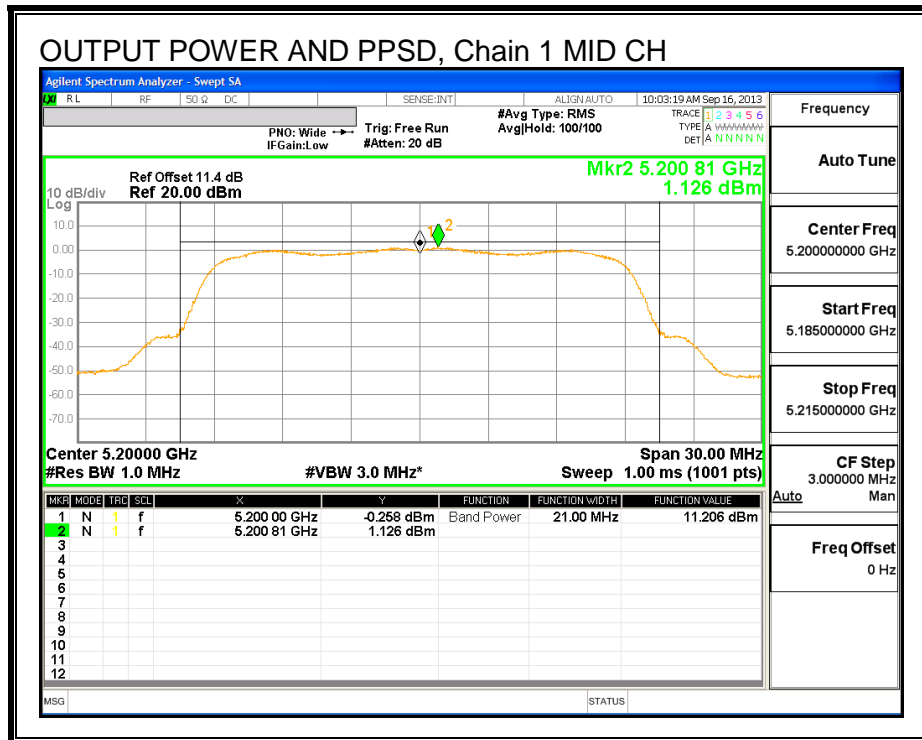 OUTPUT POWER AND PPSD, Chain 1 MID CH
Agilent Spectrum Analyzer - Swept SA
LXI RL RF 50 Ω DC SENSE:INT ALIGN AUTO 10:03:19 AM Sep 16, 2013
PNO: Wide
IFGain:Low
Trig: Free Run
#Atten: 20 dB
#Avg Type: RMS
Avg|Hold: 100/100
TRACE 1 2 3 4 5 6
TYPE A WWWWW
DET A N N N N N
Mkr2 5.200 81 GHz
1.126 dBm
10 dB/div
Log
Ref Offset 11.4 dB
Ref 20.00 dBm
10.0
0.00
-10.0
-20.0
-30.0
-40.0
-50.0
-60.0
-70.0
1 2
Center 5.20000 GHz Span 30.00 MHz
#Res BW 1.0 MHz #VBW 3.0 MHz* Sweep 1.00 ms (1001 pts)
MKR MODE TRC SCL X Y FUNCTION FUNCTION WIDTH FUNCTION VALUE
1 N 1 f 5.200 00 GHz -0.258 dBm Band Power 21.00 MHz 11.206 dBm
2 N 1 f 5.200 81 GHz 1.126 dBm
3
4
5
6
7
8
9
10
11
12
MSG STATUS
Frequency
Auto Tune
Center Freq
5.200000000 GHz
Start Freq
5.185000000 GHz
Stop Freq
5.215000000 GHz
CF Step
3.000000 MHz
Auto Man
Freq Offset
0 Hz